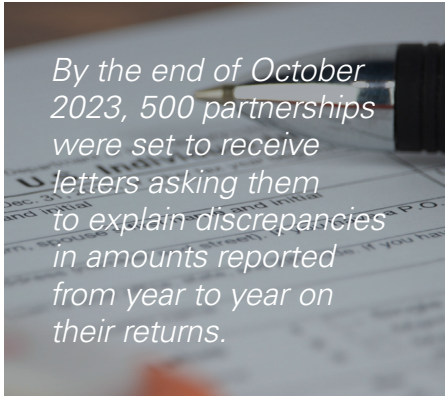 By the end of October
2023, 500 partnerships
were set to receive
letters asking them
to explain discrepancies
in amounts reported
from year to year on
their returns.